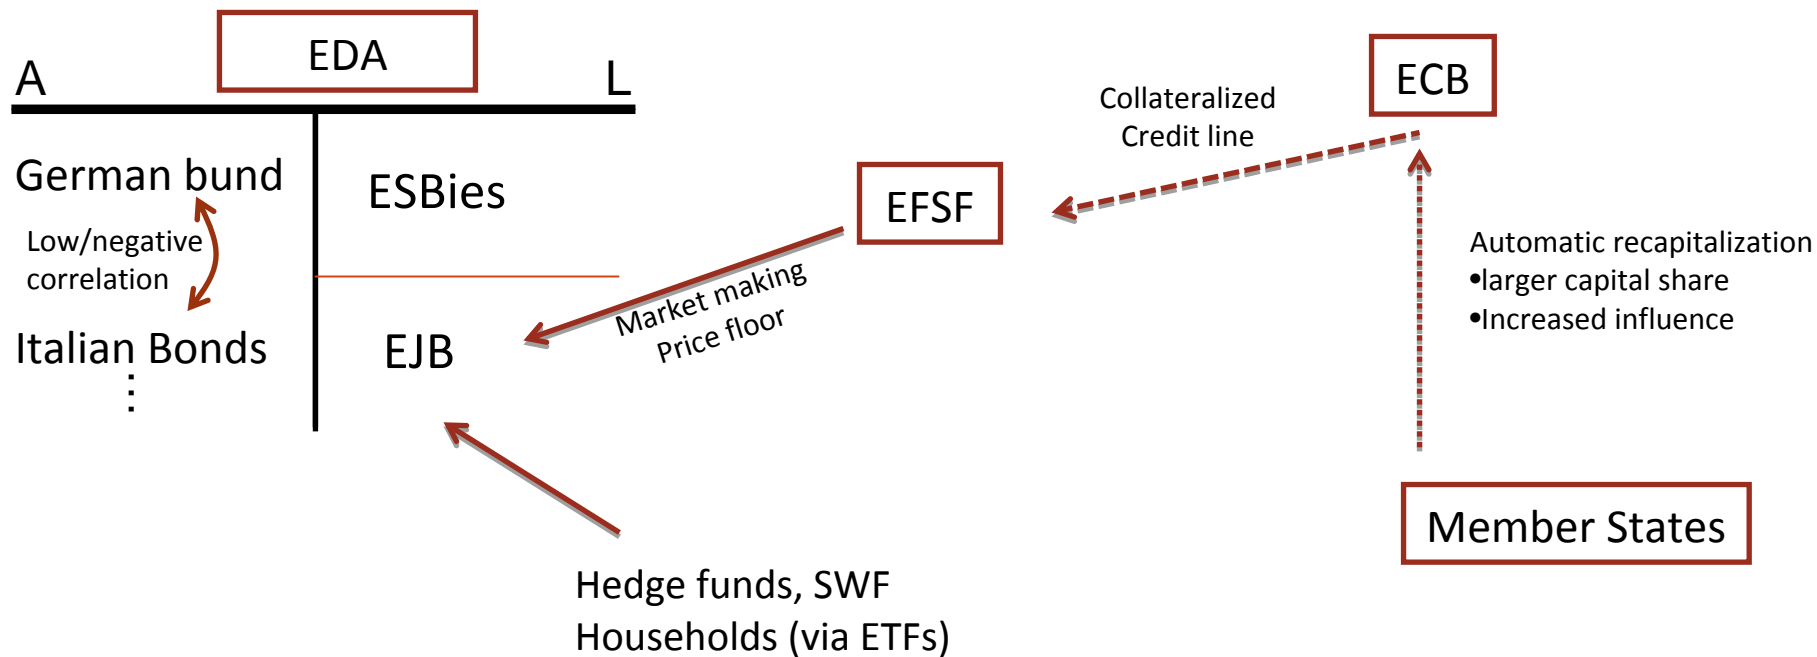 EDA
A
L
German bund
Low/negative
correlation
Italian Bonds
⋮
ESBies
EJB
Market making
Price floor
EFSF
Collateralized
Credit line
ECB
Automatic recapitalization
•larger capital share
•Increased influence
Member States
Hedge funds, SWF
Households (via ETFs)